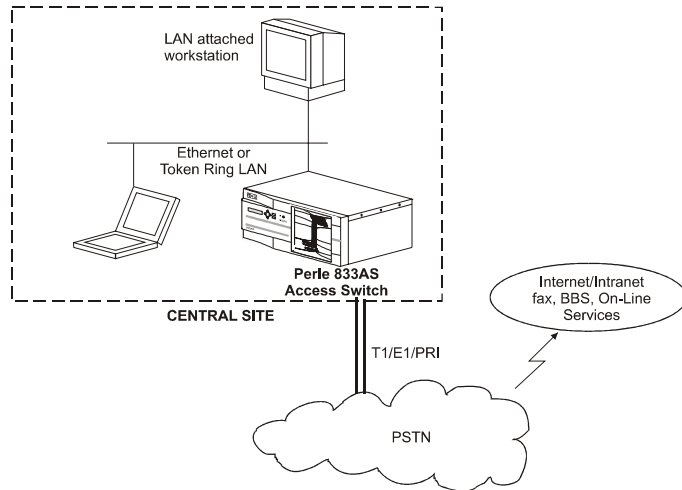 LAN attached
workstation
Ethernet or
Token Ring LAN
Perle 833AS
Access Switch
CENTRAL SITE
T1/E1/PRI
Internet/Intranet
fax, BBS, On-Line
Services
PSTN